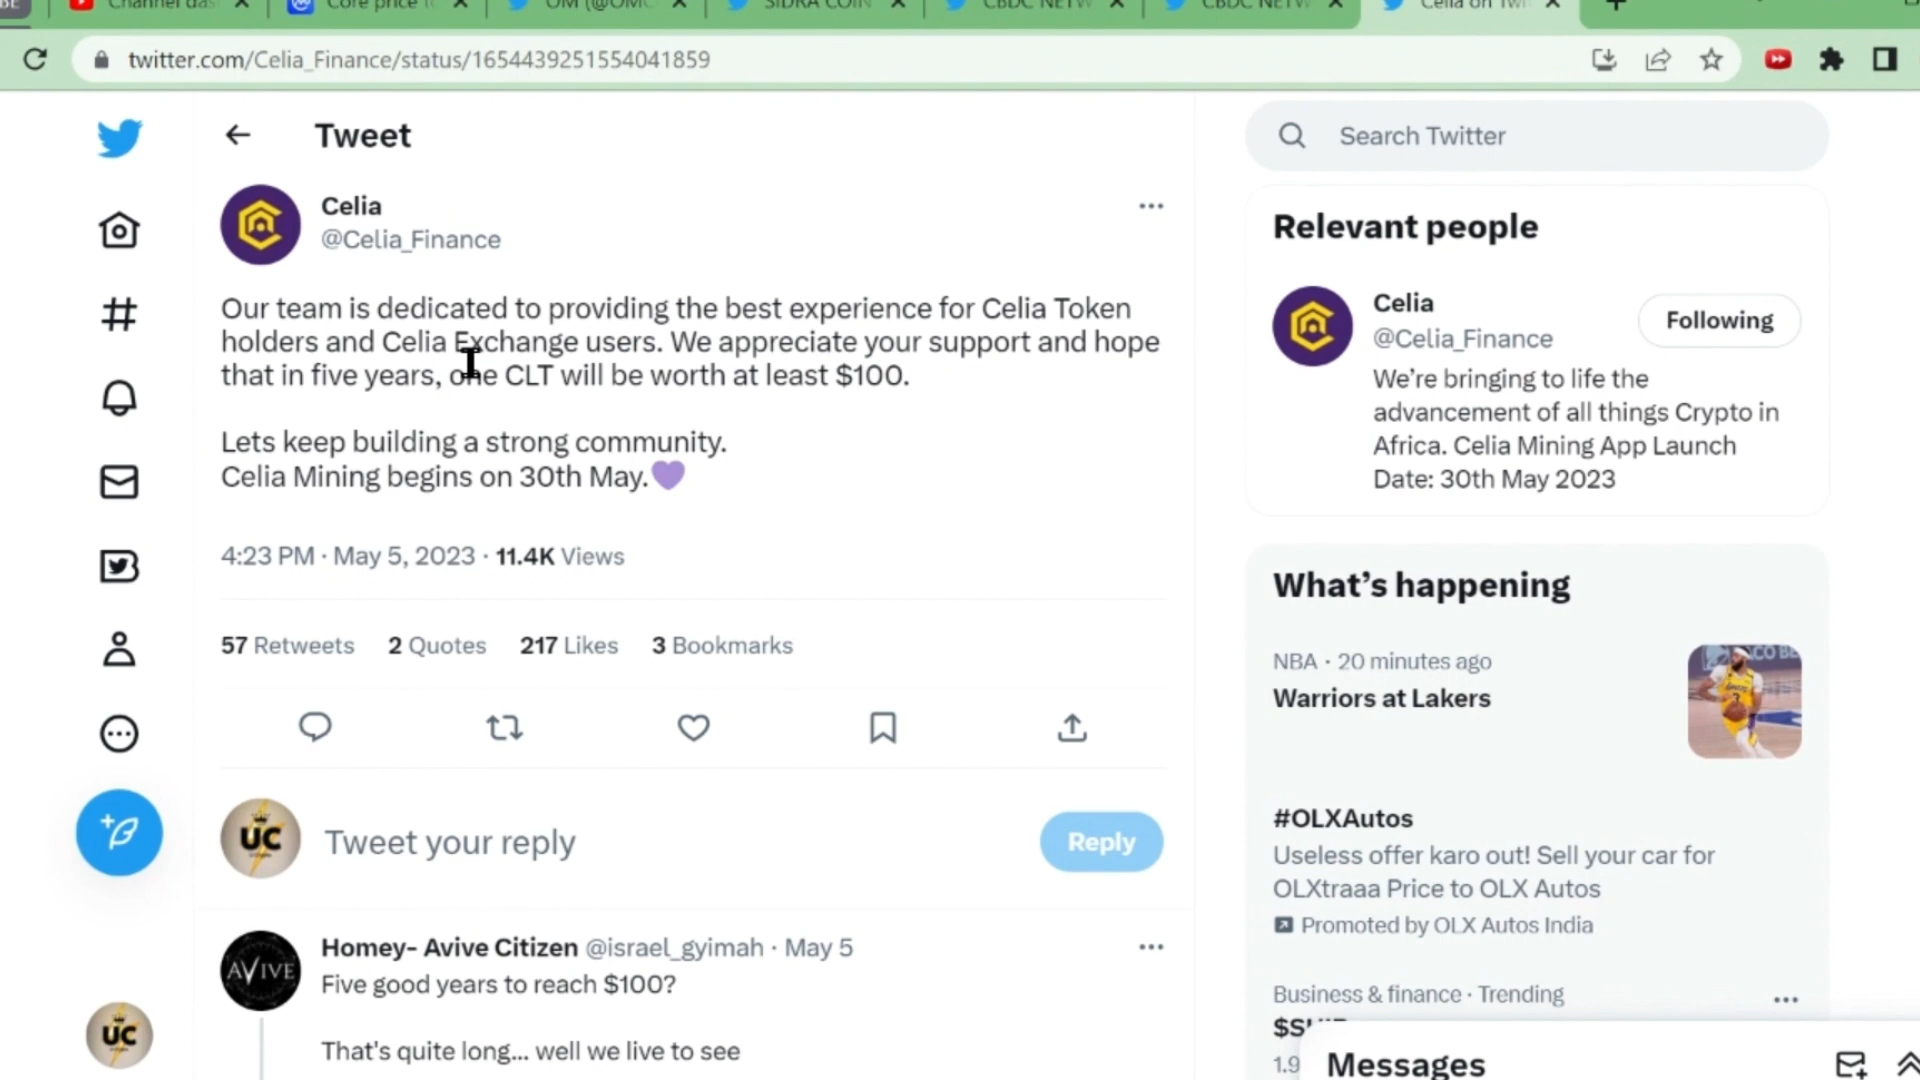 Channel das
Core price
OM (@OM
SIDRA COIN
CBDC NETW
CBDC NETW
Celia on Twi
twitter.com/Celia_Finance/status/1654439251554041859
Tweet
Search Twitter
Celia
@Celia_Finance
Our team is dedicated to providing the best experience for Celia Token
holders and Celia Exchange users. We appreciate your support and hope
that in five years, one CLT will be worth at least $100.
Lets keep building a strong community.
Celia Mining begins on 30th May.💜
4:23 PM · May 5, 2023 · 11.4K Views
57 Retweets 2 Quotes 217 Likes 3 Bookmarks
UC
Tweet your reply
Reply
AVIVE
Homey- Avive Citizen @israel_gyimah · May 5
Five good years to reach $100?
That's quite long... well we live to see
UC
Relevant people
Celia
@Celia_Finance
Following
We're bringing to life the
advancement of all things Crypto in
Africa. Celia Mining App Launch
Date: 30th May 2023
What's happening
NBA · 20 minutes ago
Warriors at Lakers
#OLXAutos
Useless offer karo out! Sell your car for
OLXtraaa Price to OLX Autos
Promoted by OLX Autos India
Business & finance · Trending
1.9
Messages